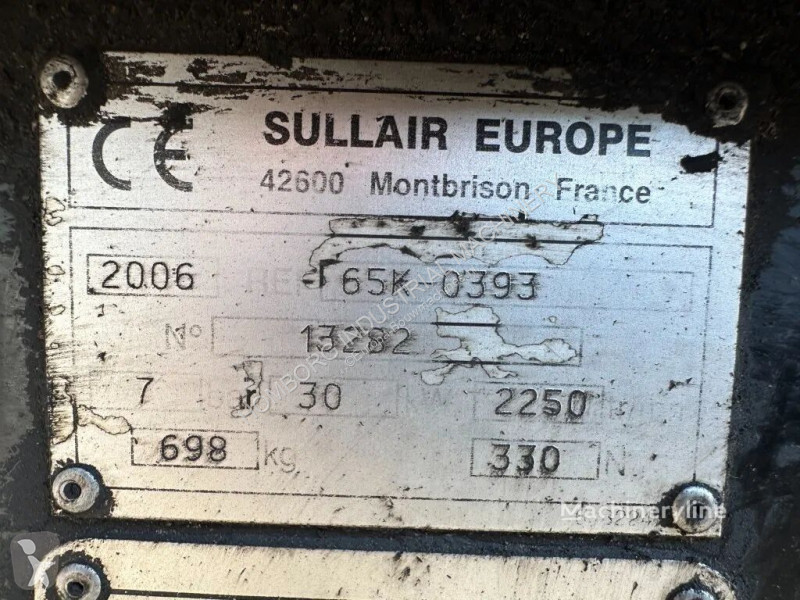 CE SULLAIR EUROPE
42600 Montbrison France
2006 65K-0393
N° 13282
7 30 2250
698 kg 330 N
Machineryline